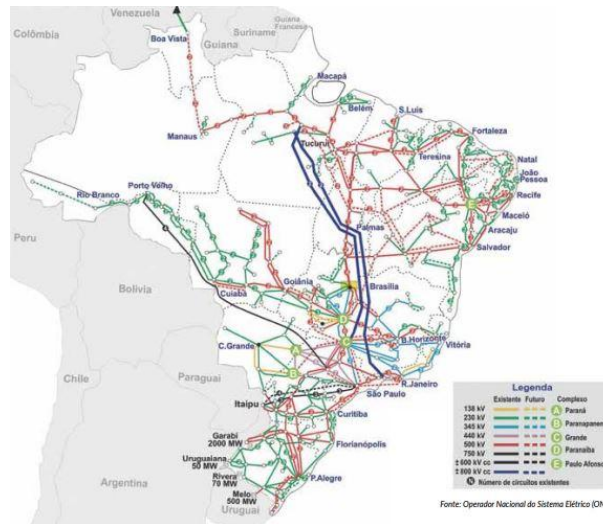 Venezuela
Colômbia
Suriname
Guiana Francesa
Guiana
Boa Vista
Macapá
Belém
S.Luis
Fortaleza
Manaus
Tucuruí
Teresina
Natal
João Pessoa
Recife
Maceió
Aracaju
Salvador
Porto Velho
Rio Branco
Palmas
E
Peru
Bolívia
Cuiabá
Goiânia
Brasília
D
C
B.Horizonte
Vitória
C.Grande
A
B
R.Janeiro
São Paulo
Chile
Paraguai
Itaipu
Curitiba
Garabi
2000 MW
Florianópolis
Uruguaiana
50 MW
Rivera
70 MW
P.Alegre
Melo
500 MW
Argentina
Uruguai
Legenda
Existente Futuro Complexo
138 kV A Paraná
230 kV B Paranapanema
345 kV C Grande
440 kV D Paranaíba
500 kV E Paulo Afonso
750 kV
±600 kV cc
±800 kV cc
N Número de circuitos existentes
Fonte: Operador Nacional do Sistema Elétrico (ON